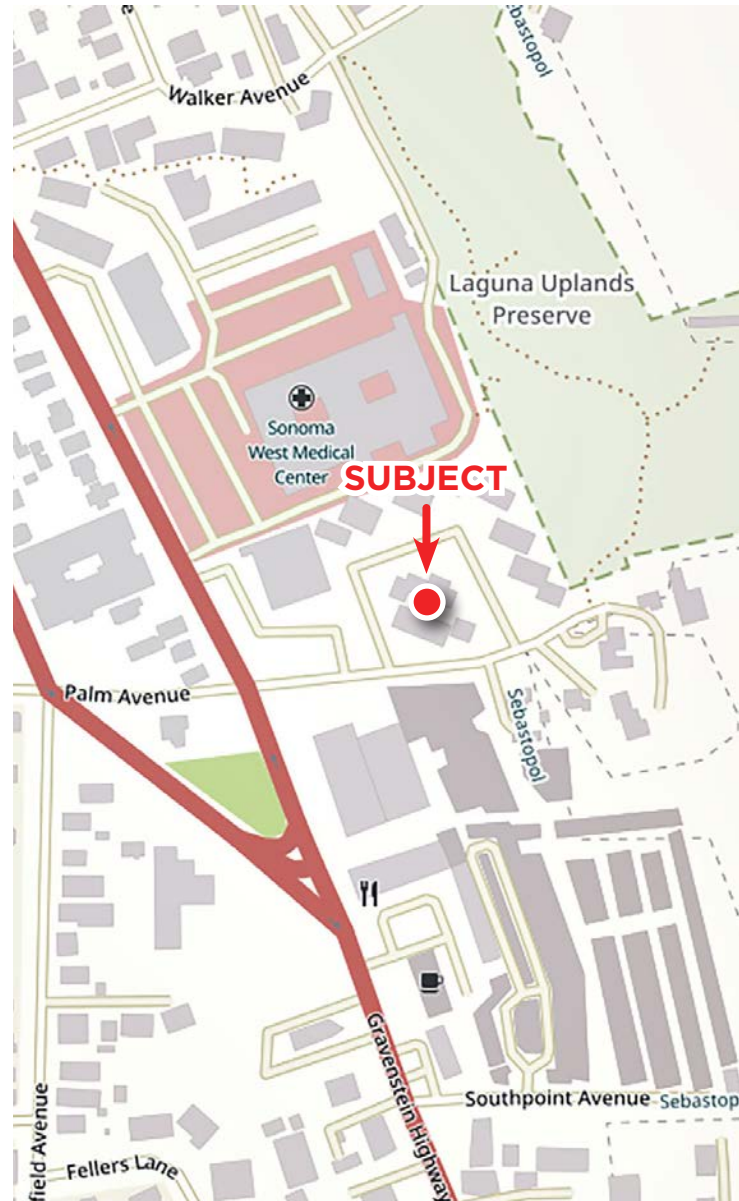 Sebastopol
Walker Avenue
Laguna Uplands
Preserve
Sonoma
West Medical
Center
SUBJECT
Palm Avenue
Sebastopol
Gravenstein Highway
Southpoint Avenue
Sebastop
field Avenue
Fellers Lane